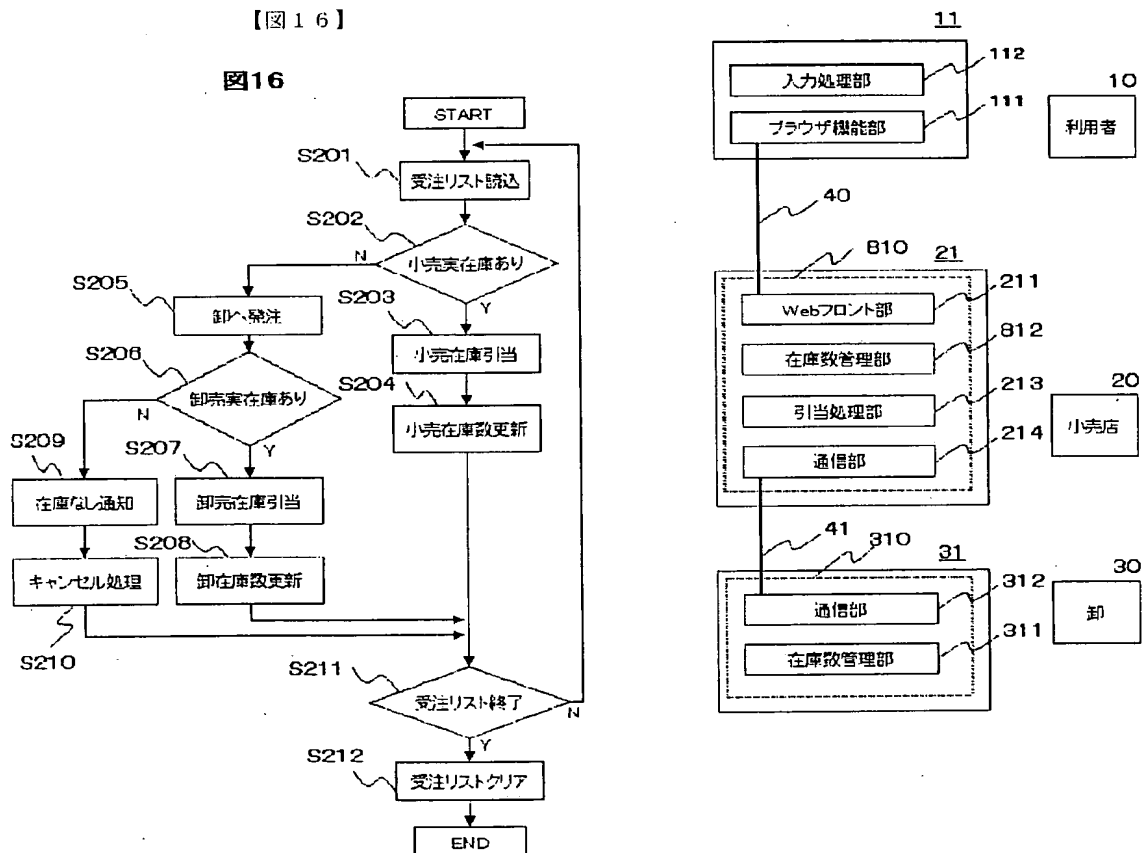 【図１６】
図16
START
S201
受注リスト読込
S202
小売実在庫あり
N
Y
S205
卸へ発注
S203
小売在庫引当
S206
卸売実在庫あり
N
Y
S204
小売在庫数更新
S209
在庫なし通知
S207
卸売在庫引当
S208
キャンセル処理
卸在庫数更新
S210
S211
受注リスト終了
N
Y
S212
受注リストクリア
END
11
112
入力処理部
111
ブラウザ機能部
10
利用者
40
810
21
211
Webフロント部
812
在庫数管理部
213
引当処理部
214
通信部
20
小売店
41
310
31
312
通信部
311
在庫数管理部
30
卸